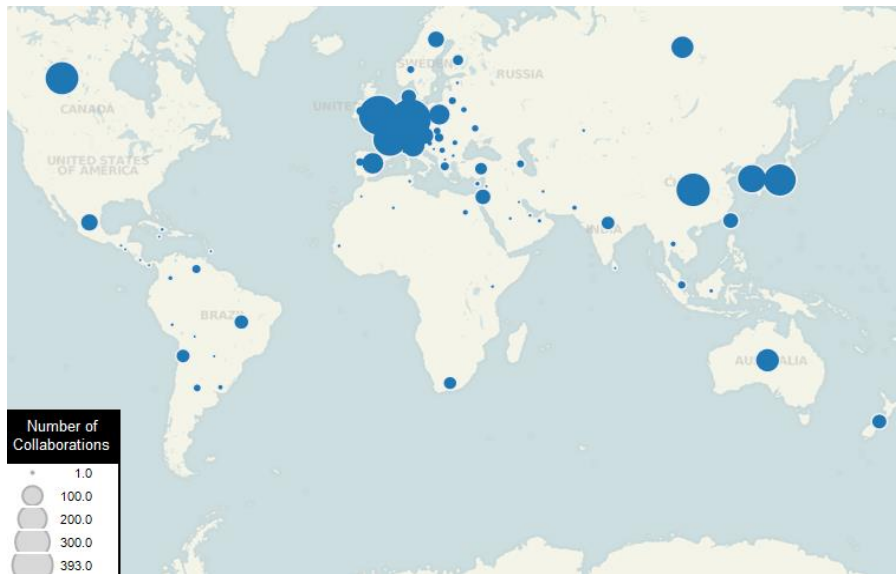 SWEDEN
RUSSIA
CANADA
UNITED
UNITED STATES
OF AMERICA
INDIA
BRAZIL
AUSTRALIA
Number of
Collaborations
1.0
100.0
200.0
300.0
393.0